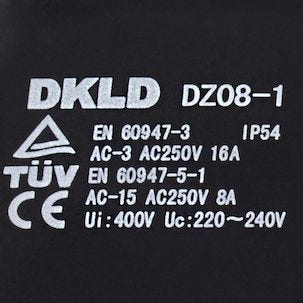 DKLD DZ08-1
EN 60947-3 IP54
AC-3 AC250V 16A
TÜV EN 60947-5-1
CE AC-15 AC250V 8A
Ui:400V Uc:220～240V